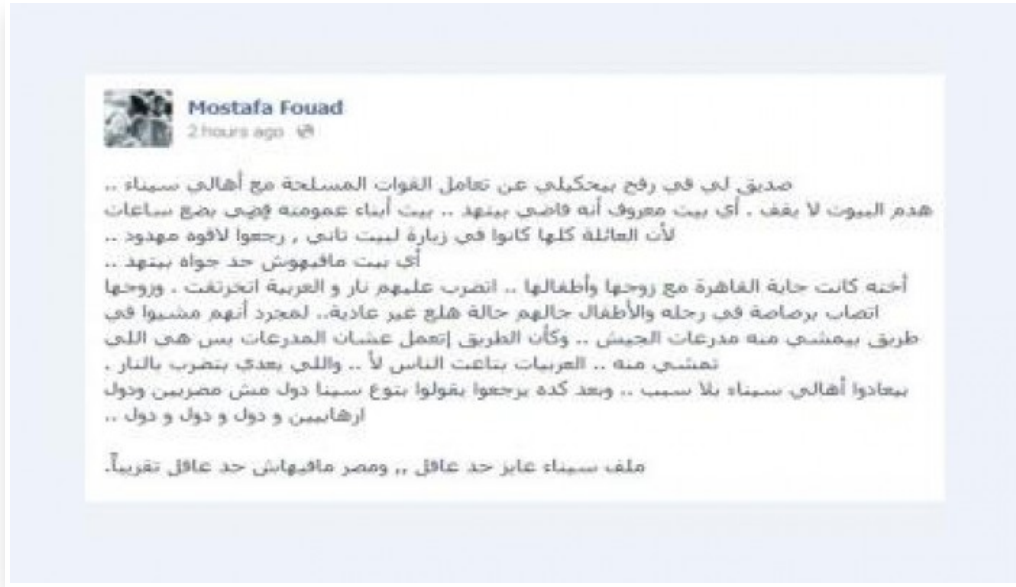 Mostafa Fouad
2 hours ago
صديق لي في رفح بيحكيلي عن تعامل القوات المسلحة مع أهالي سيناء ..
هدم البيوت لا يقف . أي بيت معروف أنه فاضي بيتهد .. بيت أبناء عمومته فِضِى بضع ساعات
لأن العائلة كلها كانوا في زيارة لبيت تاني , رجعوا لاقوه مهدود ..
أي بيت مافيهوش حد جواه بيتهد ..
أخته كانت جاية القاهرة مع زوجها وأطفالها .. اتضرب عليهم نار و العربية اتخرتفت . وزوجها
اتصاب برصاصة في رجله والأطفال جالهم حالة هلع غير عادية.. لمجرد أنهم مشيوا في
طريق بيمشي منه مدرعات الجيش .. وكأن الطريق إتعمل عشان المدرعات بس هي اللي
تمشي منه .. العربيات بتاعت الناس لأ .. واللي يعدي يتضرب بالنار .
بيعادوا أهالي سيناء بلا سبب .. وبعد كده يرجعوا يقولوا بتوع سينا دول مش مصريين ودول
ارهابيين و دول و دول و دول ..
ملف سيناء عايز حد عاقل ,, ومصر مافيهاش حد عاقل تقريباً.